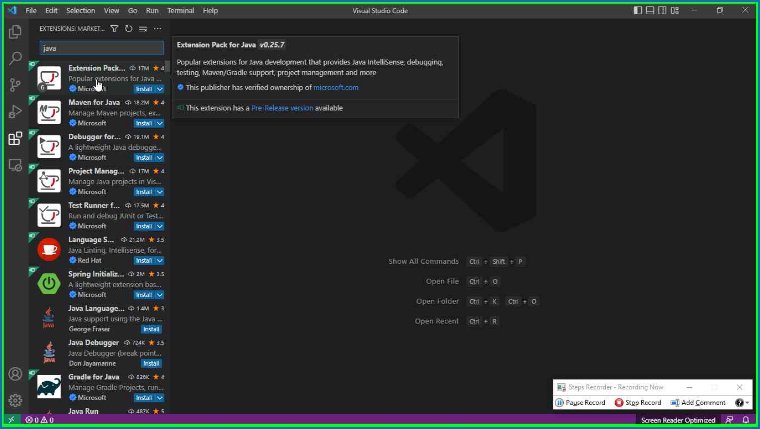 File Edit Selection View Go Run Terminal Help
Visual Studio Code
EXTENSIONS: MARKET...
java
Extension Pack... 17M ★ 4
Popular extensions for Java ...
Microsoft Install
Maven for Java 18.2M ★ 4
Manage Maven projects, ex...
Microsoft Install
Debugger for... 19.1M ★ 4
A lightweight Java debugge...
Microsoft Install
Project Manag... 17M ★ 4
Manage Java projects in Vis...
Microsoft Install
Test Runner f... 17.5M ★ 4
Run and debug JUnit or Test...
Microsoft Install
Language S... 21.2M ★ 3.5
Java Linting, Intellisense, for...
Red Hat Install
Spring Initializ... 2M ★ 3.5
A lightweight extension bas...
Microsoft Install
Java Language... 1.4M ★ 3
Java support using the Java ...
George Fraser Install
Java Debugger 724K ★ 3.5
Java Debugger (break point...
Don Jayamanne Install
Gradle for Java 826K ★ 4
Manage Gradle Projects, run...
Microsoft Install
Java Run 487K ★ 5
Extension Pack for Java v0.25.7
Popular extensions for Java development that provides Java IntelliSense, debugging,
testing, Maven/Gradle support, project management and more
This publisher has verified ownership of microsoft.com
This extension has a Pre-Release version available
Show All Commands Ctrl + Shift + P
Open File Ctrl + O
Open Folder Ctrl + K Ctrl + O
Open Recent Ctrl + R
Steps Recorder - Recording Now
Pause Record Stop Record Add Comment
0 0
Screen Reader Optimized